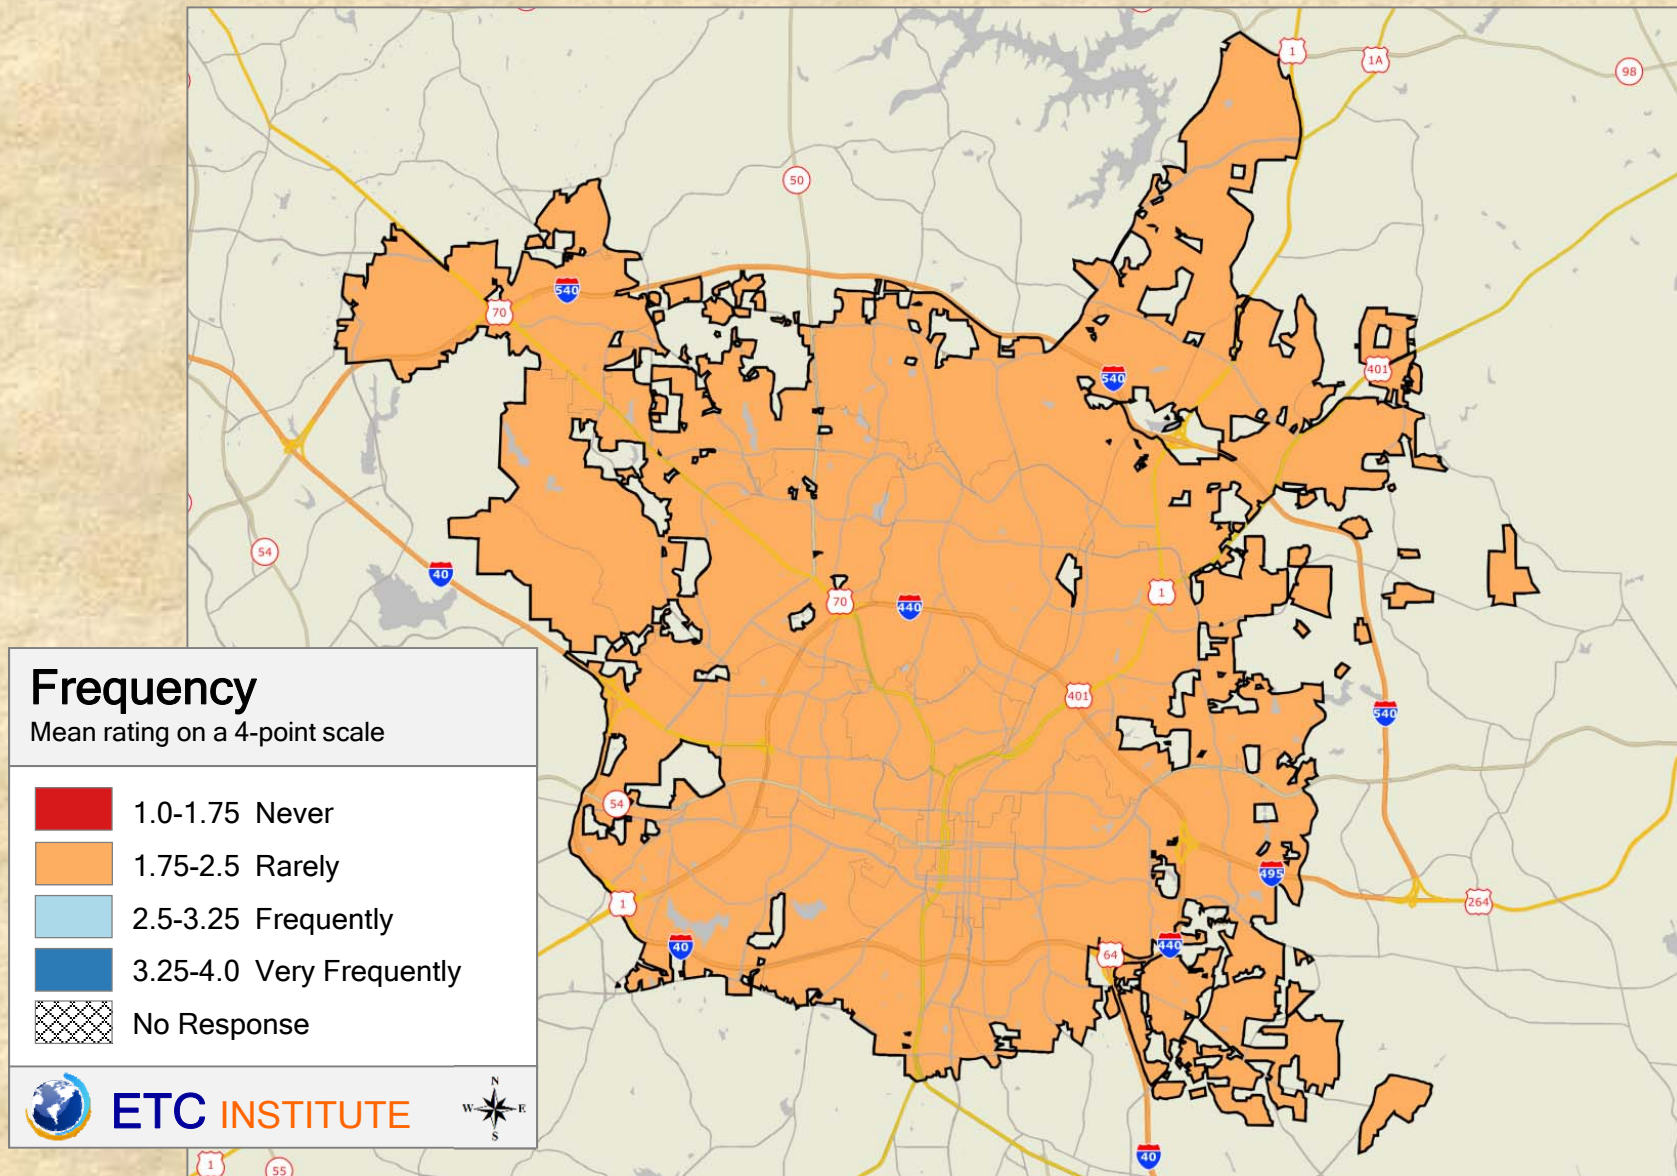 1
1A
98
50
540
70
401
540
54
40
70
440
1
401
540
Frequency
Mean rating on a 4-point scale
1.0-1.75 Never
1.75-2.5 Rarely
2.5-3.25 Frequently
3.25-4.0 Very Frequently
No Response
ETC INSTITUTE
N
W E
S
54
495
1
264
40
440
64
40
1
55